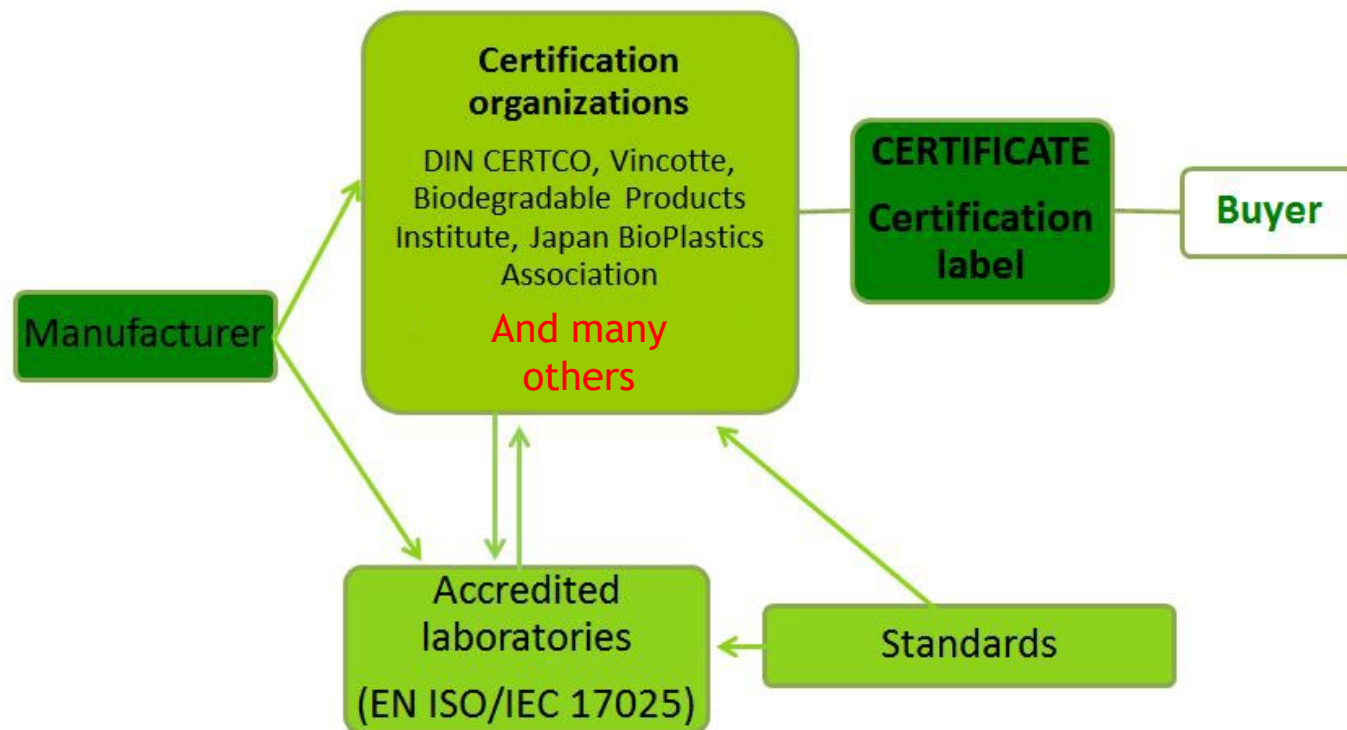 Certification
organizations
DIN CERTCO, Vincotte,
Biodegradable Products
Institute, Japan BioPlastics
Association
And many
others
CERTIFICATE
Certification
label
Buyer
Manufacturer
Accredited
laboratories
(EN ISO/IEC 17025)
Standards